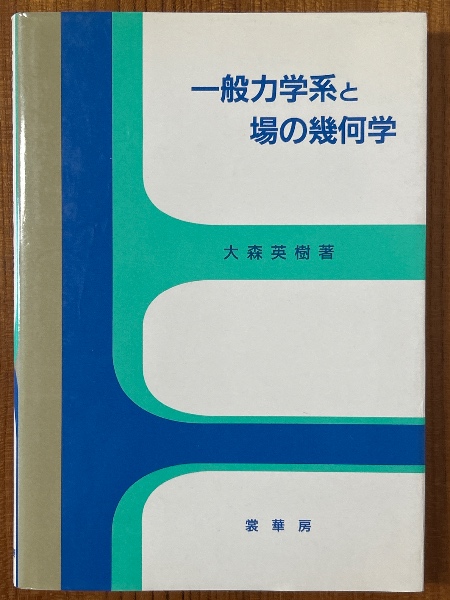 一般力学系と
場の幾何学
大森英樹著
裳華房